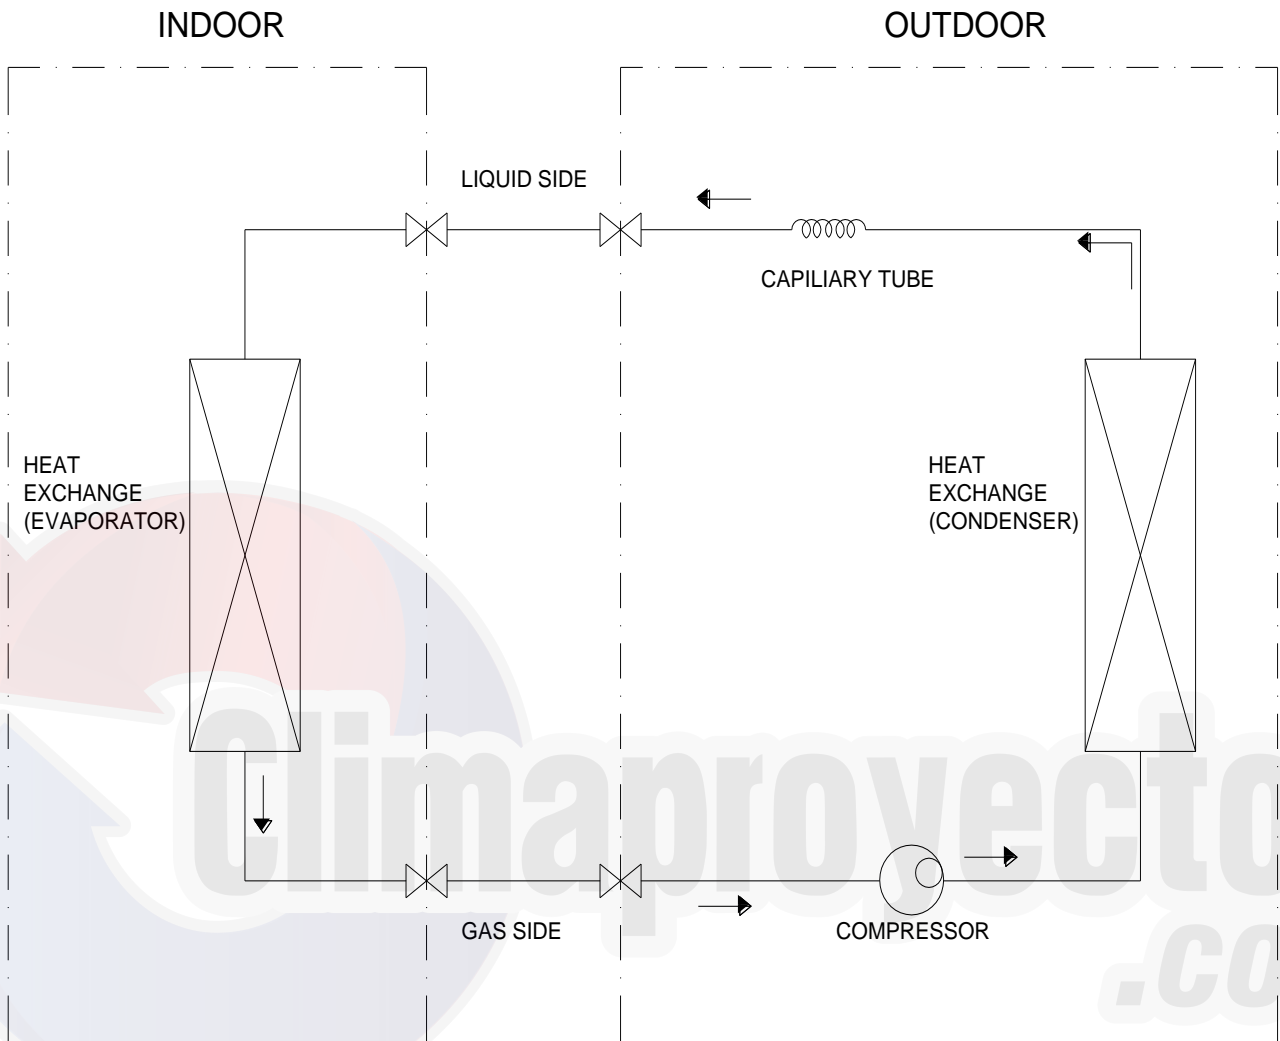 INDOOR
OUTDOOR
LIQUID SIDE
CAPILIARY TUBE
HEAT
EXCHANGE
(EVAPORATOR)
HEAT
EXCHANGE
(CONDENSER)
GAS SIDE
COMPRESSOR
Climaproyecto
.co